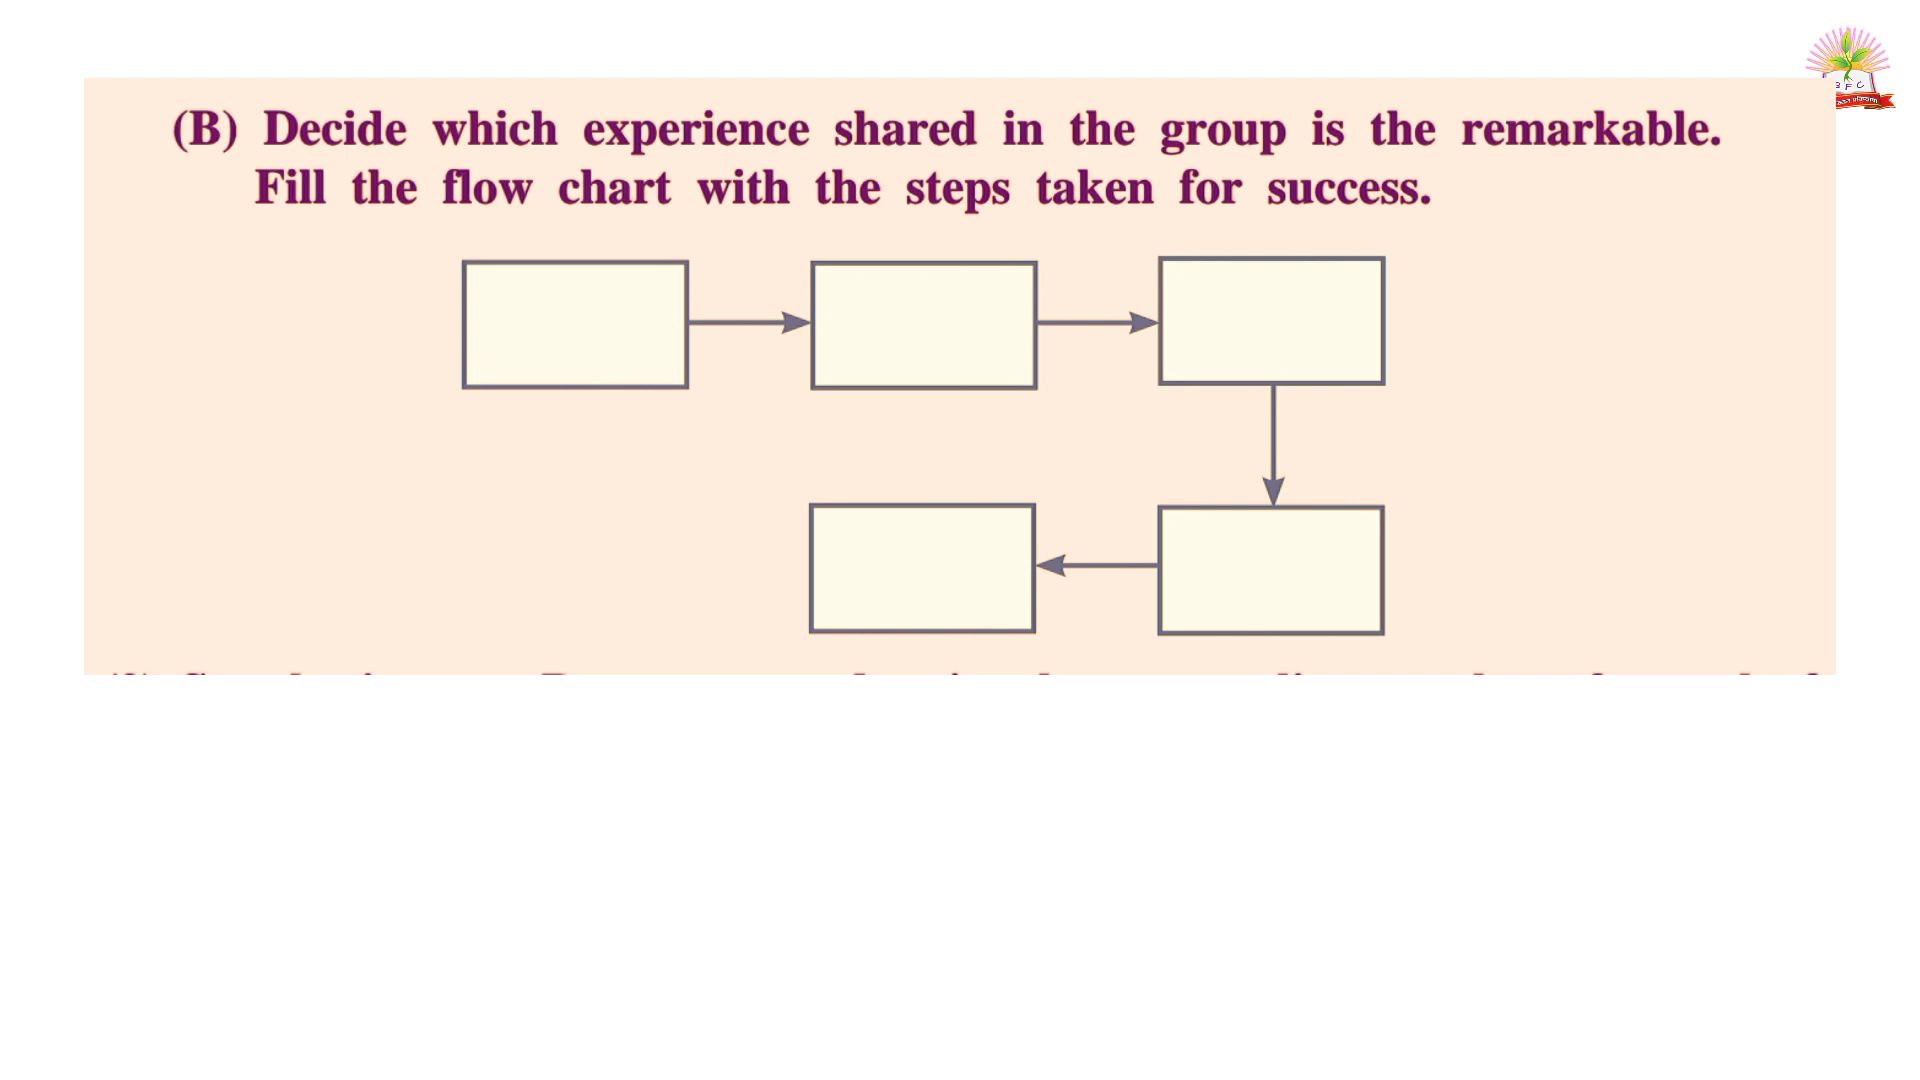 (B) Decide which experience shared in the group is the remarkable.
Fill the flow chart with the steps taken for success.
B F C